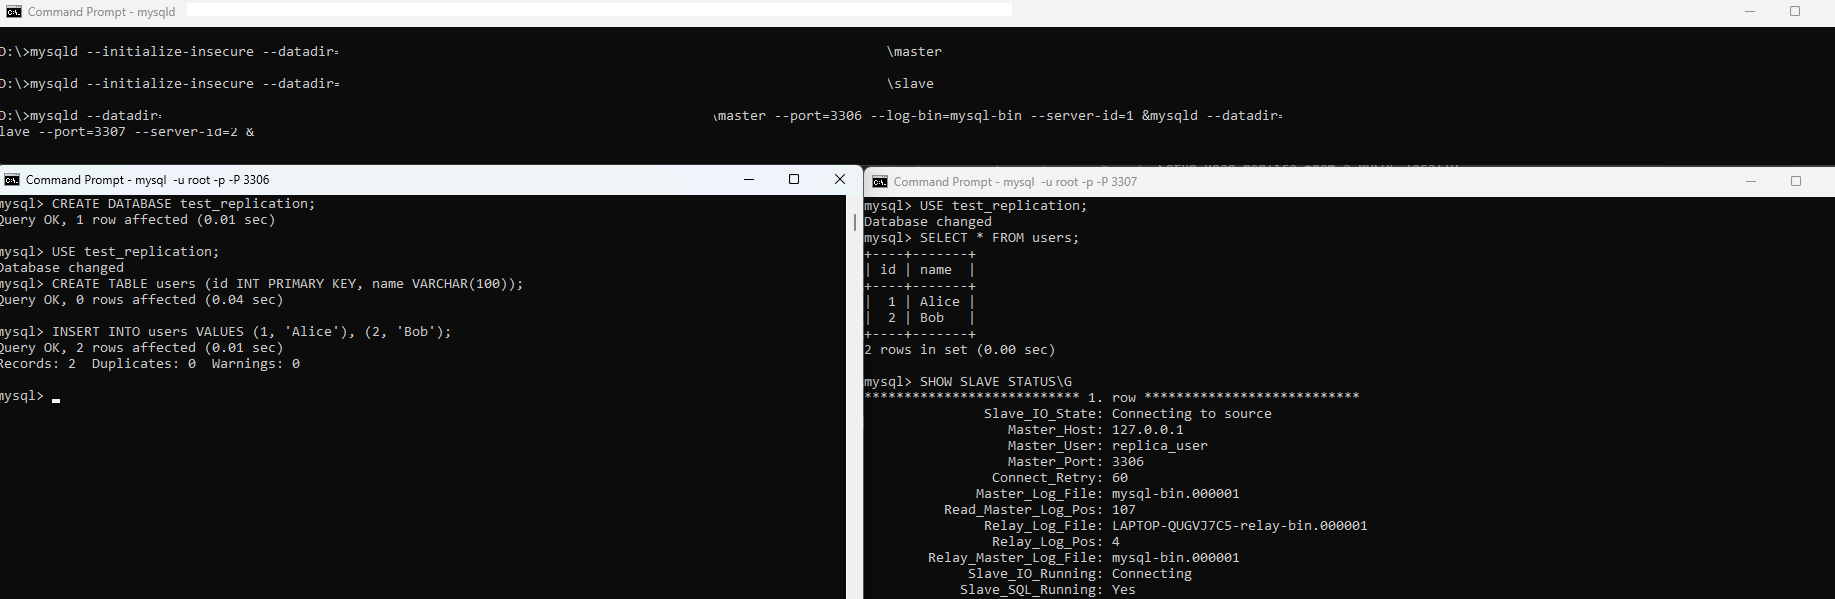 Command Prompt - mysqld
D:\>mysqld --initialize-insecure --datadir= \master
D:\>mysqld --initialize-insecure --datadir= \slave
D:\>mysqld --datadir= \master --port=3306 --log-bin=mysql-bin --server-id=1 &mysqld --datadir=
lave --port=3307 --server-id=2 &
Command Prompt - mysql  -u root -p -P 3306
mysql> CREATE DATABASE test_replication;
Query OK, 1 row affected (0.01 sec)
mysql> USE test_replication;
Database changed
mysql> CREATE TABLE users (id INT PRIMARY KEY, name VARCHAR(100));
Query OK, 0 rows affected (0.04 sec)
mysql> INSERT INTO users VALUES (1, 'Alice'), (2, 'Bob');
Query OK, 2 rows affected (0.01 sec)
Records: 2  Duplicates: 0  Warnings: 0
mysql>
Command Prompt - mysql  -u root -p -P 3307
mysql> USE test_replication;
Database changed
mysql> SELECT * FROM users;
+----+-------+
| id | name  |
+----+-------+
|  1 | Alice |
|  2 | Bob   |
+----+-------+
2 rows in set (0.00 sec)
mysql> SHOW SLAVE STATUS\G
*************************** 1. row ***************************
Slave_IO_State: Connecting to source
Master_Host: 127.0.0.1
Master_User: replica_user
Master_Port: 3306
Connect_Retry: 60
Master_Log_File: mysql-bin.000001
Read_Master_Log_Pos: 107
Relay_Log_File: LAPTOP-QUGVJ7C5-relay-bin.000001
Relay_Log_Pos: 4
Relay_Master_Log_File: mysql-bin.000001
Slave_IO_Running: Connecting
Slave_SQL_Running: Yes